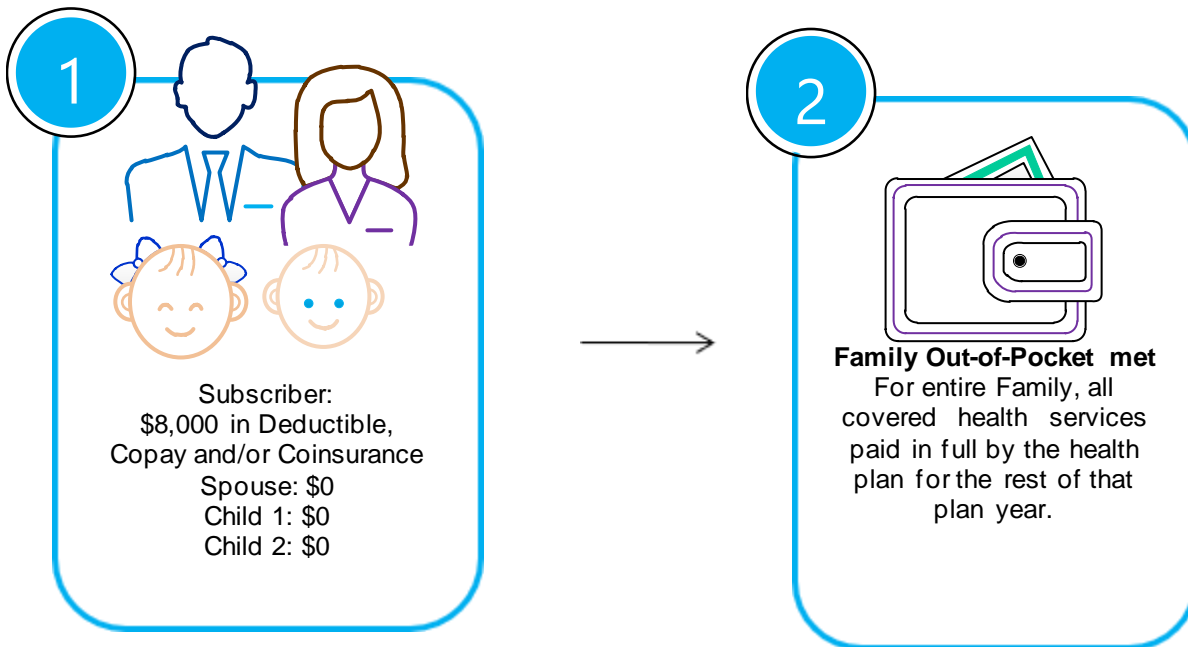 1
Subscriber:
$8,000 in Deductible,
Copay and/or Coinsurance
Spouse: $0
Child 1: $0
Child 2: $0
2
Family Out-of-Pocket met
For entire Family, all
covered health services
paid in full by the health
plan for the rest of that
plan year.